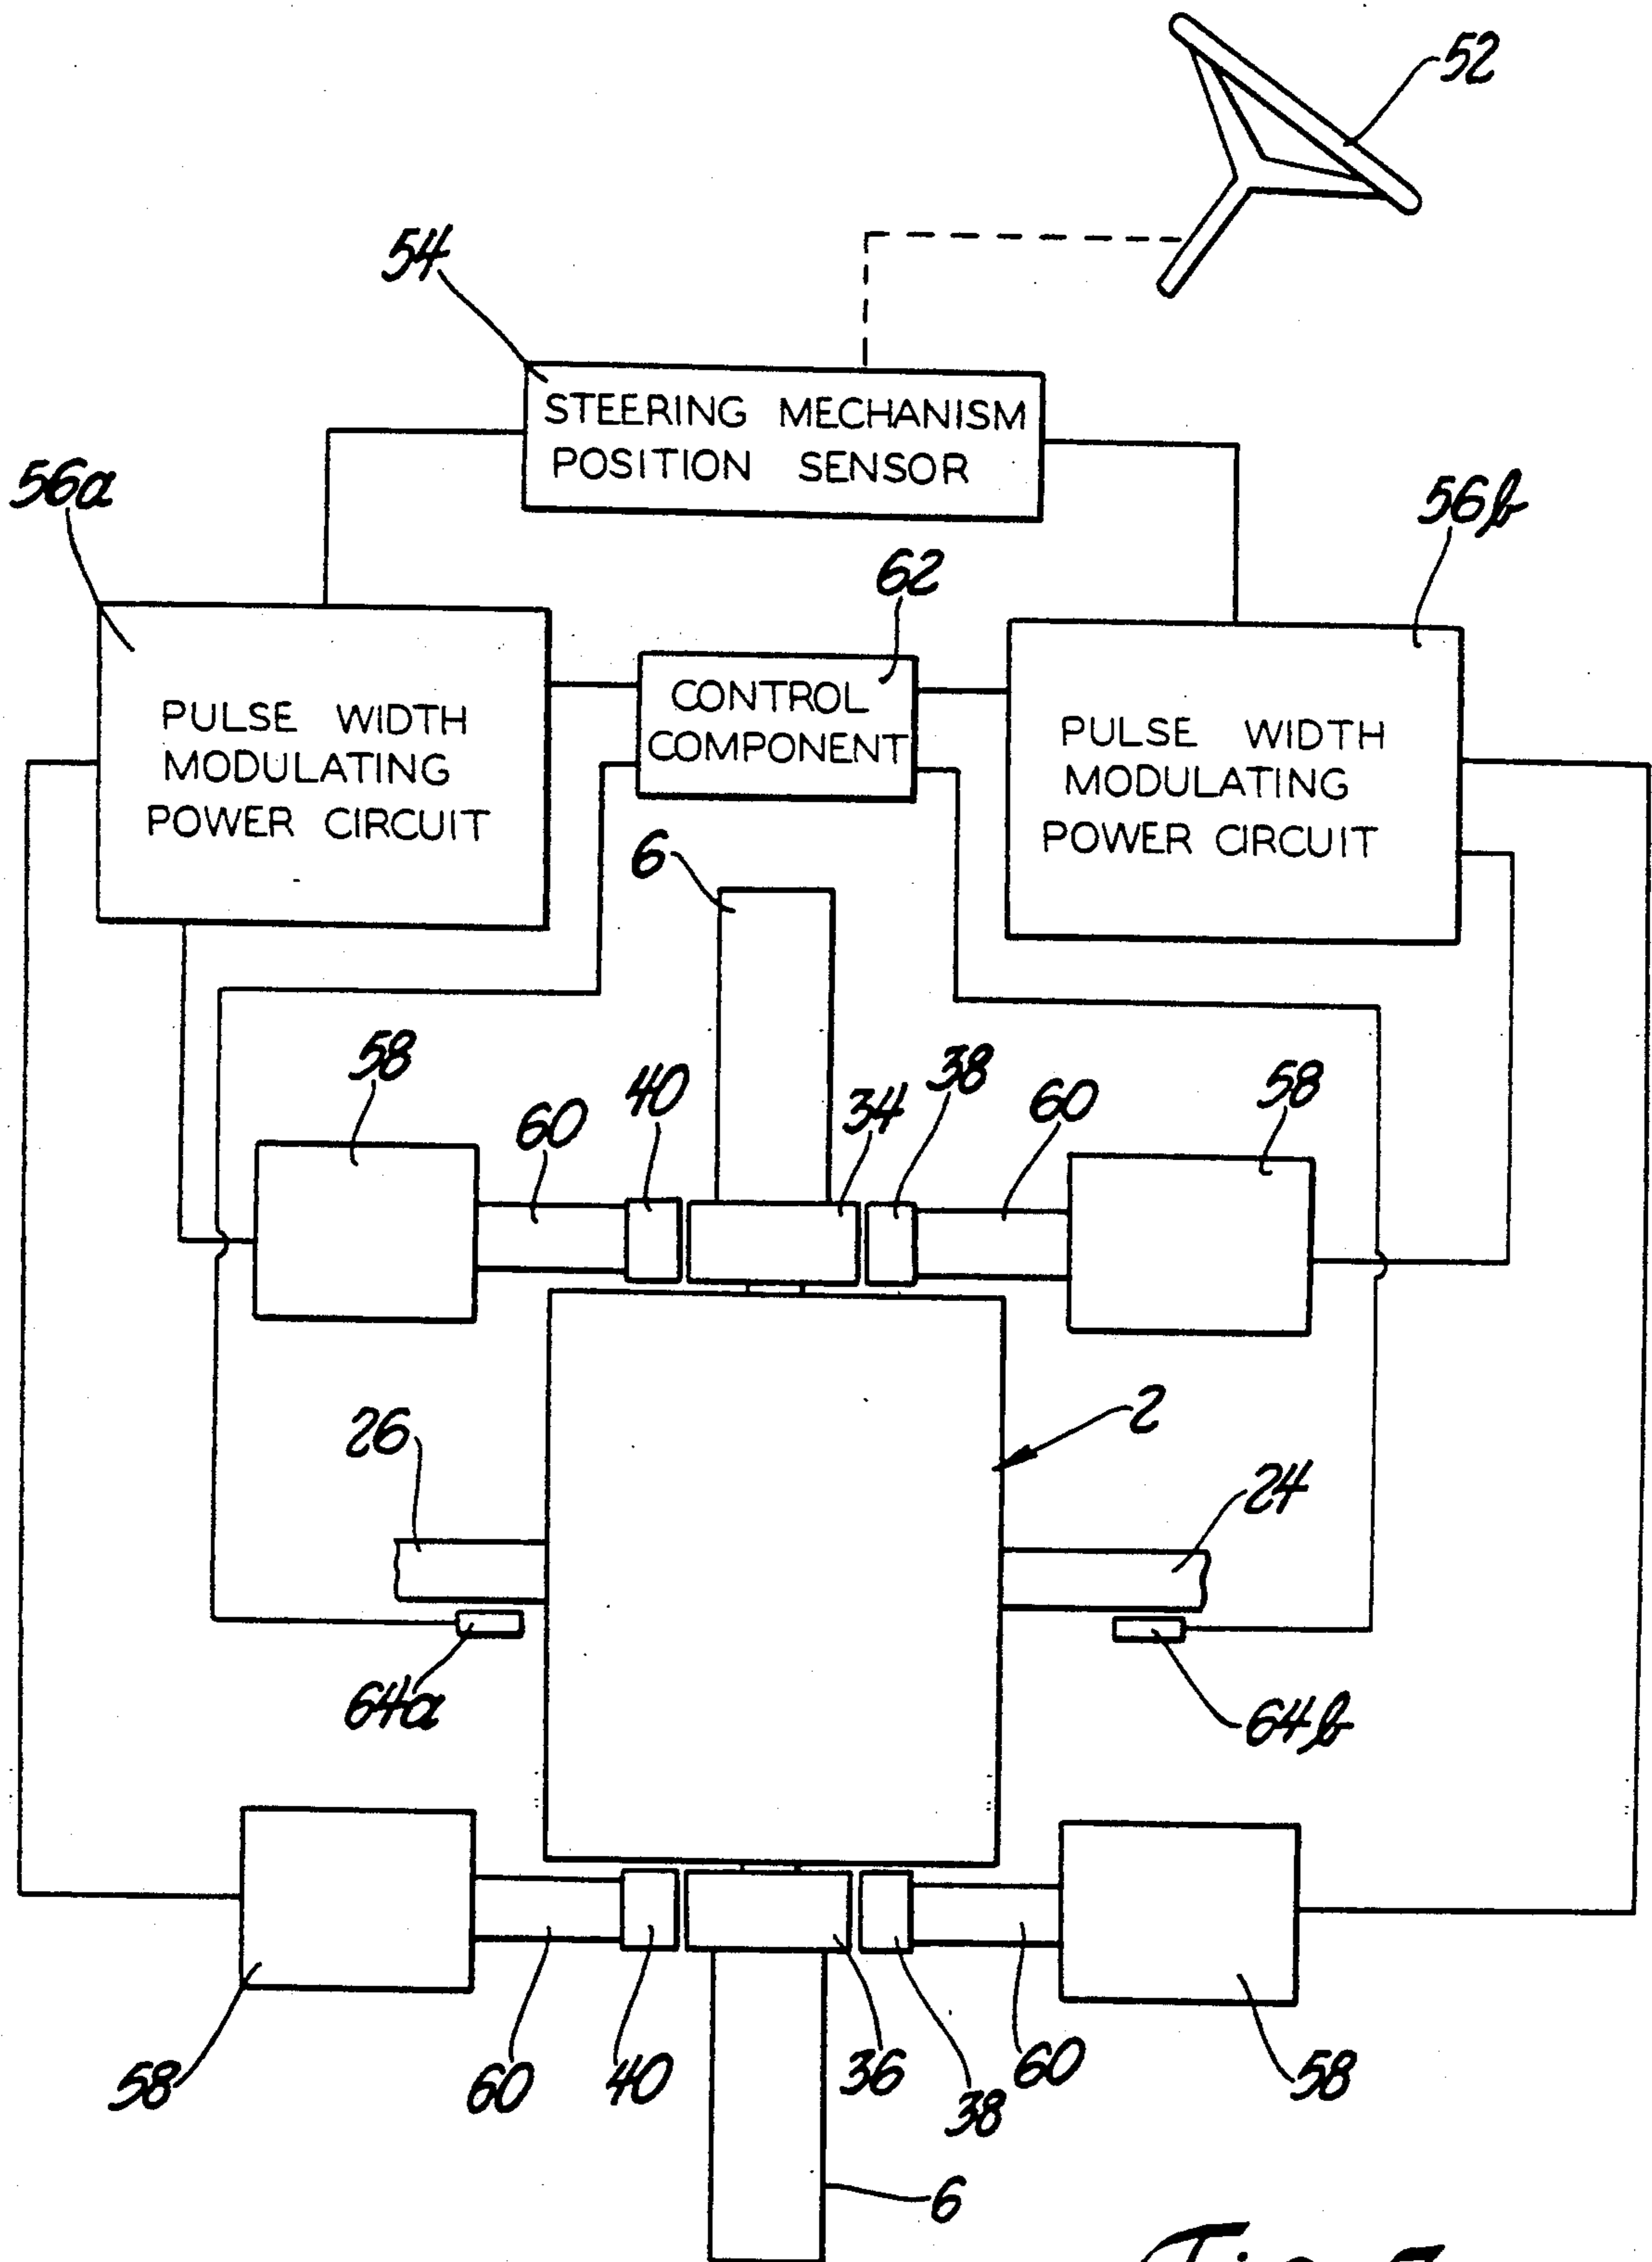 52
54
STEERING MECHANISM
POSITION SENSOR
56a
56b
62
CONTROL
COMPONENT
PULSE WIDTH
MODULATING
POWER CIRCUIT
PULSE WIDTH
MODULATING
POWER CIRCUIT
6
58
60
40
34
38
60
58
2
26
24
64a
64b
58
60
40
36
38
60
58
6